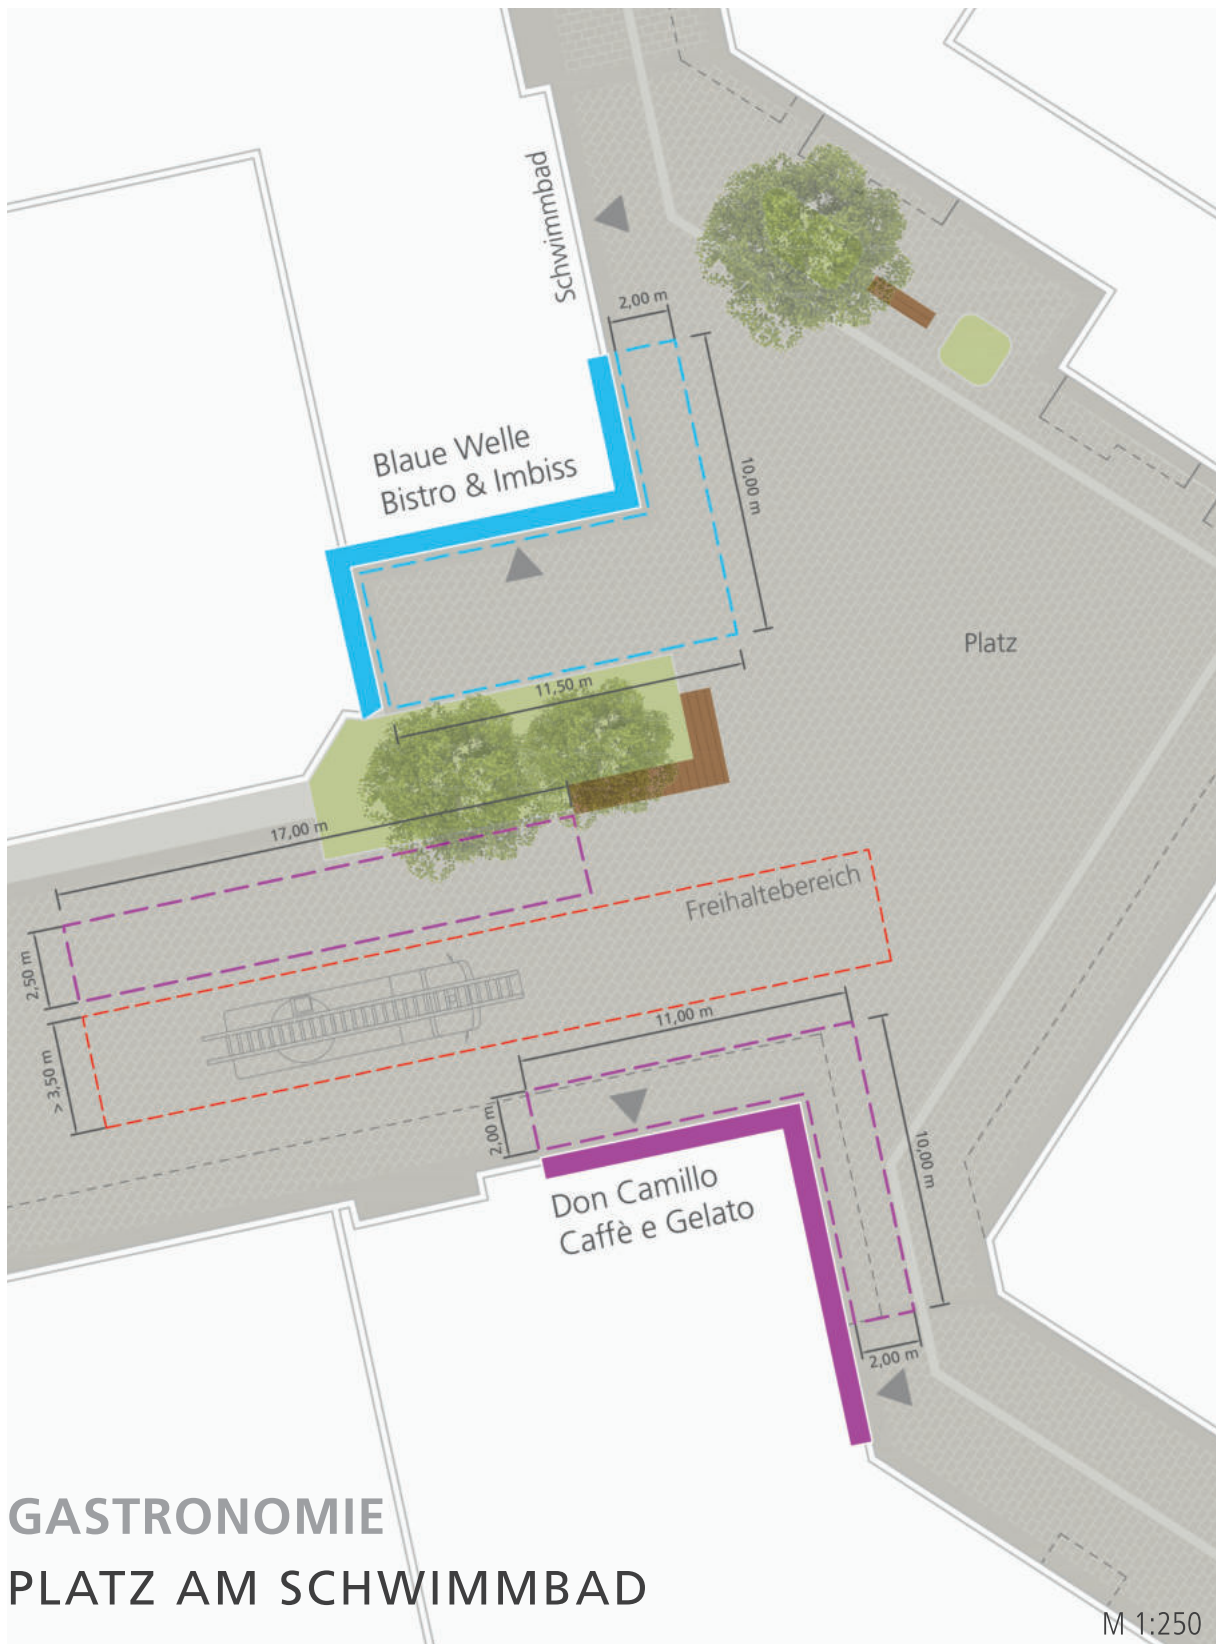 Schwimmbad
2,00 m
Blaue Welle
Bistro & Imbiss
10,00 m
Platz
11,50 m
17,00 m
Freihaltebereich
2,50 m
11,00 m
> 3,50 m
2,00 m
10,00 m
Don Camillo
Caffè e Gelato
2,00 m
GASTRONOMIE
PLATZ AM SCHWIMMBAD
M 1:250